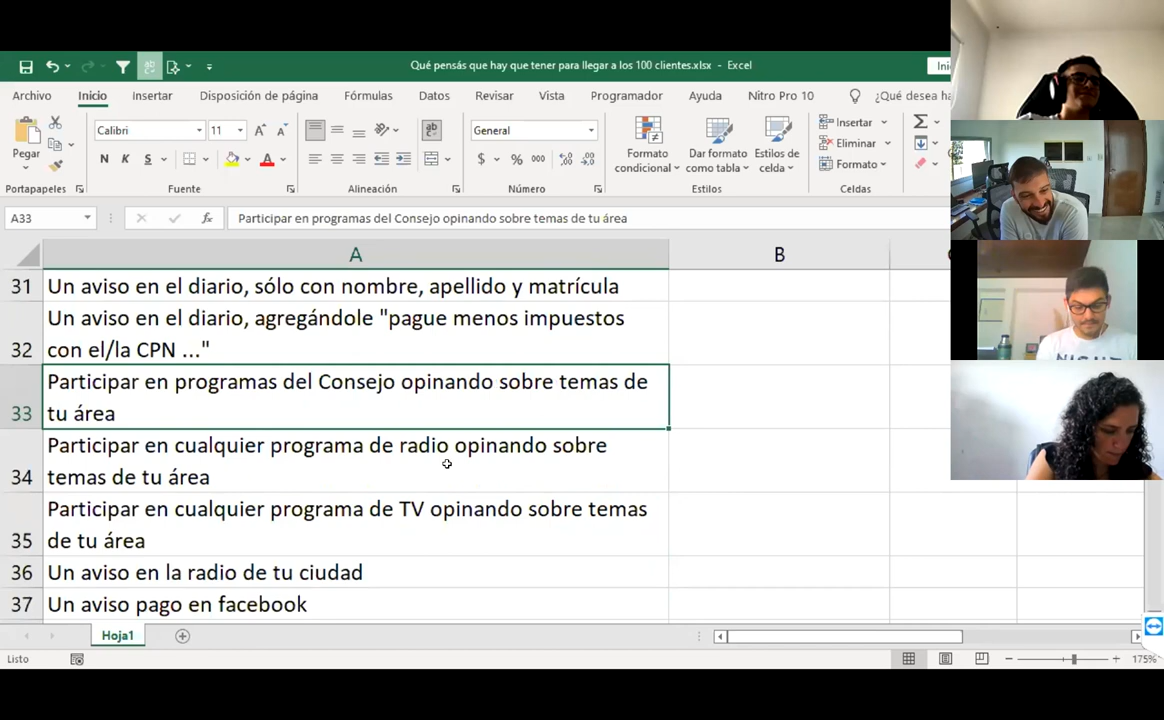 Qué pensás que hay que tener para llegar a los 100 clientes.xlsx - Excel
Archivo Inicio Insertar Disposición de página Fórmulas Datos Revisar Vista Programador Ayuda Nitro Pro 10 ¿Qué desea
Calibri 11 General
Pegar
N K S
$ % 000
Formato condicional
Dar formato como tabla
Estilos de celda
Insertar
Eliminar
Formato
Portapapeles Fuente Alineación Número Estilos Celdas
A33 fx Participar en programas del Consejo opinando sobre temas de tu área
A B
31 Un aviso en el diario, sólo con nombre, apellido y matrícula
Un aviso en el diario, agregándole "pague menos impuestos
32 con el/la CPN ..."
Participar en programas del Consejo opinando sobre temas de
33 tu área
Participar en cualquier programa de radio opinando sobre
34 temas de tu área
Participar en cualquier programa de TV opinando sobre temas
35 de tu área
36 Un aviso en la radio de tu ciudad
37 Un aviso pago en facebook
Hoja1
Listo 175%